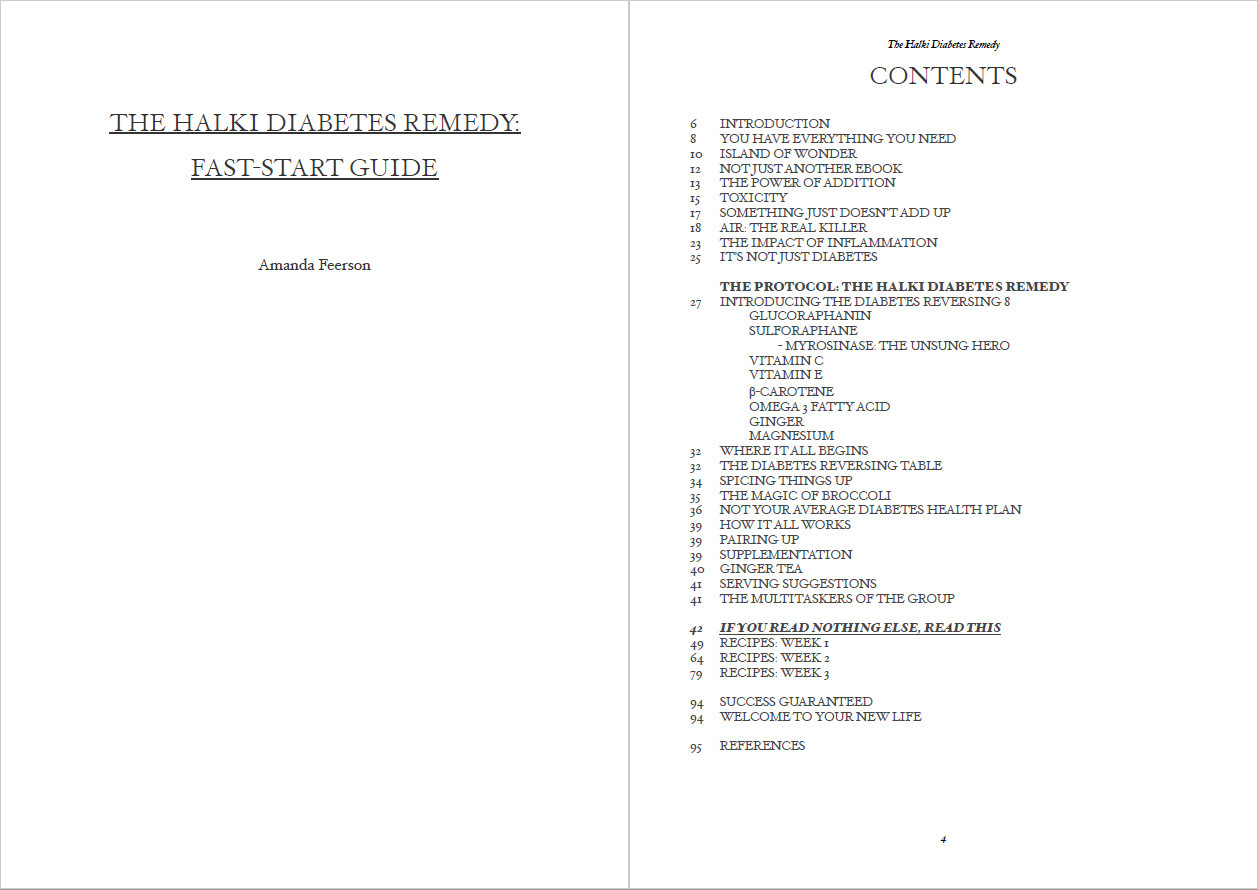 THE HALKI DIABETES REMEDY:
FAST-START GUIDE
Amanda Feerson
The Halki Diabetes Remedy
CONTENTS
6 INTRODUCTION
8 YOU HAVE EVERYTHING YOU NEED
10 ISLAND OF WONDER
12 NOT JUST ANOTHER EBOOK
13 THE POWER OF ADDITION
15 TOXICITY
17 SOMETHING JUST DOESN'T ADD UP
18 AIR: THE REAL KILLER
23 THE IMPACT OF INFLAMMATION
25 IT'S NOT JUST DIABETES
THE PROTOCOL: THE HALKI DIABETES REMEDY
27 INTRODUCING THE DIABETES REVERSING 8
GLUCORAPHANIN
SULFORAPHANE
- MYROSINASE: THE UNSUNG HERO
VITAMIN C
VITAMIN E
β-CAROTENE
OMEGA 3 FATTY ACID
GINGER
MAGNESIUM
32 WHERE IT ALL BEGINS
32 THE DIABETES REVERSING TABLE
34 SPICING THINGS UP
35 THE MAGIC OF BROCCOLI
36 NOT YOUR AVERAGE DIABETES HEALTH PLAN
39 HOW IT ALL WORKS
39 PAIRING UP
39 SUPPLEMENTATION
40 GINGER TEA
41 SERVING SUGGESTIONS
41 THE MULTITASKERS OF THE GROUP
42 IF YOU READ NOTHING ELSE, READ THIS
49 RECIPES: WEEK 1
64 RECIPES: WEEK 2
79 RECIPES: WEEK 3
94 SUCCESS GUARANTEED
94 WELCOME TO YOUR NEW LIFE
95 REFERENCES
4